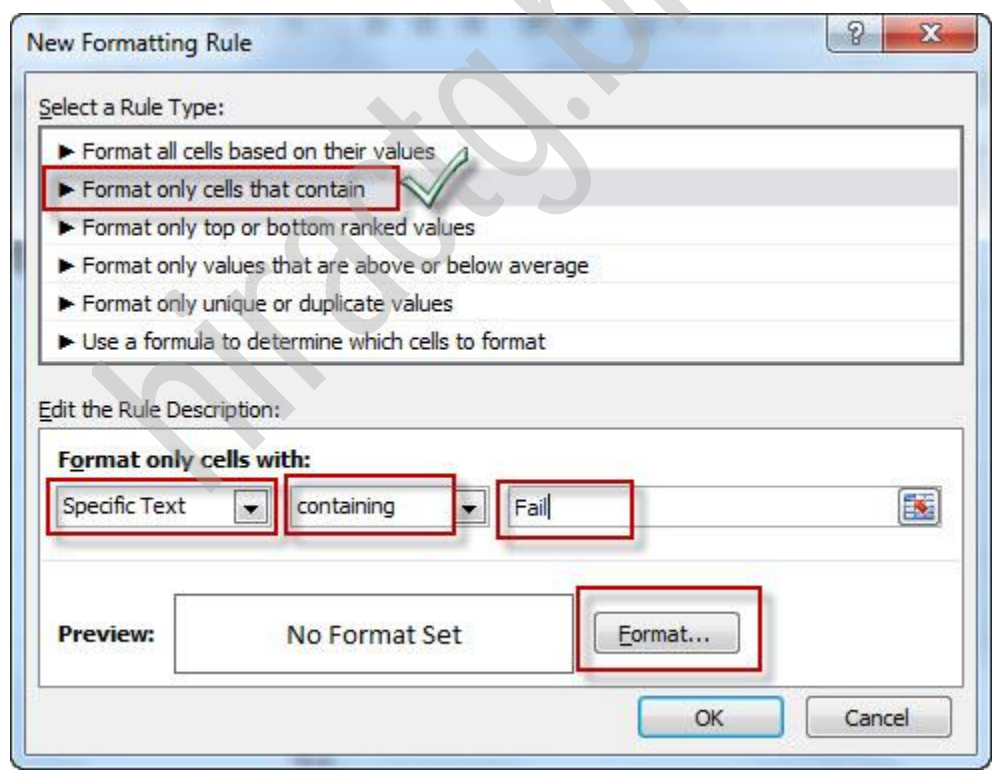 New Formatting Rule
Select a Rule Type:
► Format all cells based on their values
► Format only cells that contain
► Format only top or bottom ranked values
► Format only values that are above or below average
► Format only unique or duplicate values
► Use a formula to determine which cells to format
Edit the Rule Description:
Format only cells with:
Specific Text containing Fail
Preview: No Format Set Format...
OK Cancel